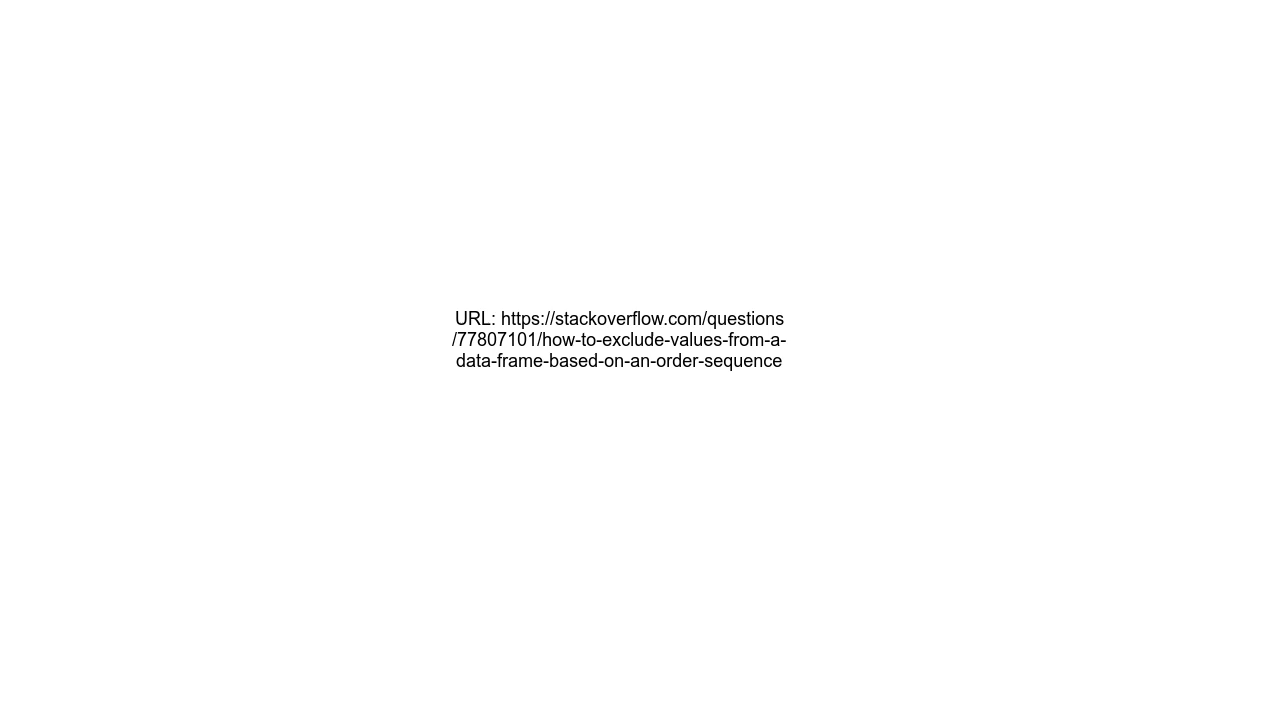 URL: https://stackoverflow.com/questions
/77807101/how-to-exclude-values-from-a-
data-frame-based-on-an-order-sequence